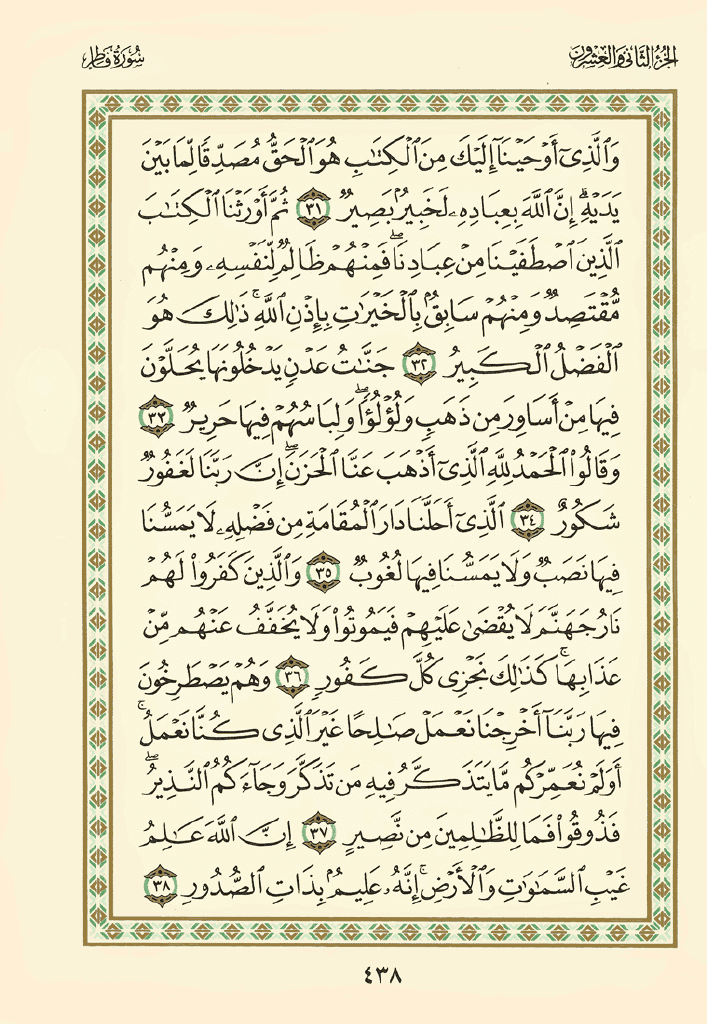 الجزء الثاني والعشرون
سورة فاطر
وَٱلَّذِىٓ أَوْحَيْنَآ إِلَيْكَ مِنَ ٱلْكِتَٰبِ هُوَ ٱلْحَقُّ مُصَدِّقًا لِّمَا بَيْنَ
يَدَيْهِ ۗ إِنَّ ٱللَّهَ بِعِبَادِهِۦ لَخَبِيرٌۢ بَصِيرٌ ٣١ ثُمَّ أَوْرَثْنَا ٱلْكِتَٰبَ
ٱلَّذِينَ ٱصْطَفَيْنَا مِنْ عِبَادِنَا ۖ فَمِنْهُمْ ظَالِمٌ لِّنَفْسِهِۦ وَمِنْهُم
مُّقْتَصِدٌ وَمِنْهُمْ سَابِقٌۢ بِٱلْخَيْرَٰتِ بِإِذْنِ ٱللَّهِ ۚ ذَٰلِكَ هُوَ
ٱلْفَضْلُ ٱلْكَبِيرُ ٣٢ جَنَّٰتُ عَدْنٍ يَدْخُلُونَهَا يُحَلَّوْنَ
فِيهَا مِنْ أَسَاوِرَ مِن ذَهَبٍ وَلُؤْلُؤًا ۖ وَلِبَاسُهُمْ فِيهَا حَرِيرٌ ٣٣
وَقَالُوا۟ ٱلْحَمْدُ لِلَّهِ ٱلَّذِىٓ أَذْهَبَ عَنَّا ٱلْحَزَنَ ۖ إِنَّ رَبَّنَا لَغَفُورٌ
شَكُورٌ ٣٤ ٱلَّذِىٓ أَحَلَّنَا دَارَ ٱلْمُقَامَةِ مِن فَضْلِهِۦ لَا يَمَسُّنَا
فِيهَا نَصَبٌ وَلَا يَمَسُّنَا فِيهَا لُغُوبٌ ٣٥ وَٱلَّذِينَ كَفَرُوا۟ لَهُمْ
نَارُ جَهَنَّمَ لَا يُقْضَىٰ عَلَيْهِمْ فَيَمُوتُوا۟ وَلَا يُخَفَّفُ عَنْهُم مِّنْ
عَذَابِهَا ۚ كَذَٰلِكَ نَجْزِى كُلَّ كَفُورٍ ٣٦ وَهُمْ يَصْطَرِخُونَ
فِيهَا رَبَّنَآ أَخْرِجْنَا نَعْمَلْ صَٰلِحًا غَيْرَ ٱلَّذِى كُنَّا نَعْمَلُ ۚ
أَوَلَمْ نُعَمِّرْكُم مَّا يَتَذَكَّرُ فِيهِ مَن تَذَكَّرَ وَجَآءَكُمُ ٱلنَّذِيرُ ۖ
فَذُوقُوا۟ فَمَا لِلظَّٰلِمِينَ مِن نَّصِيرٍ ٣٧ إِنَّ ٱللَّهَ عَٰلِمُ
غَيْبِ ٱلسَّمَٰوَٰتِ وَٱلْأَرْضِ ۚ إِنَّهُۥ عَلِيمٌۢ بِذَاتِ ٱلصُّدُورِ ٣٨
٤٣٨